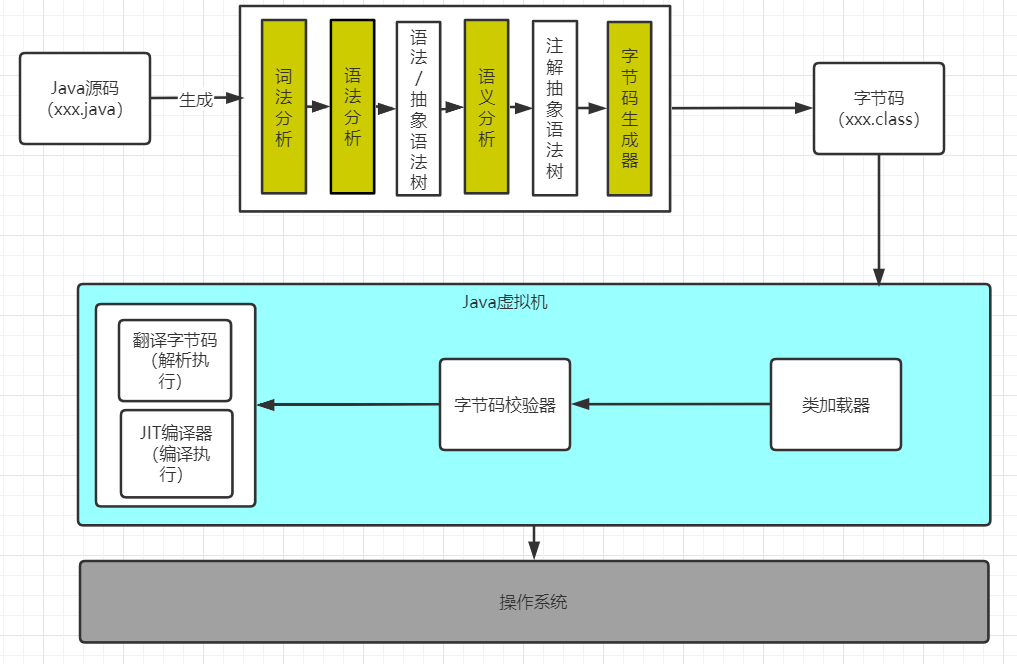 Java源码
（xxx.java）
生成
词法分析
语法分析
语法/抽象语法树
语义分析
注解抽象语法树
字节码生成器
字节码
（xxx.class）
Java虚拟机
翻译字节码
（解析执
行）
JIT编译器
（编译执
行）
字节码校验器
类加载器
操作系统